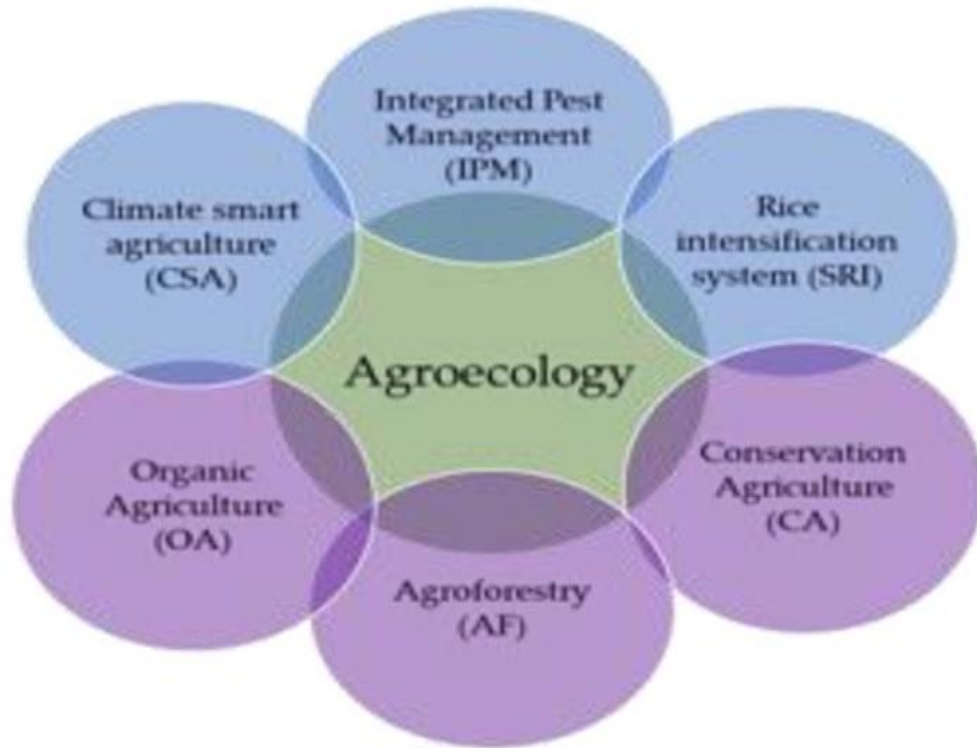 Integrated Pest
Management
(IPM)
Climate smart
agriculture
(CSA)
Rice
intensification
system (SRI)
Agroecology
Organic
Agriculture
(OA)
Conservation
Agriculture
(CA)
Agroforestry
(AF)